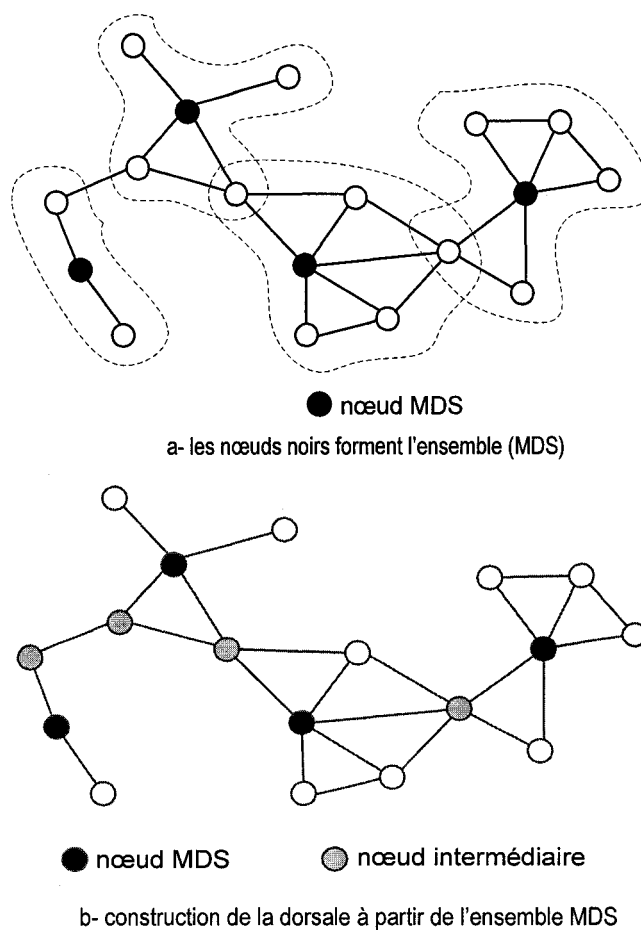 nœud MDS
a- les nœuds noirs forment l'ensemble (MDS)
nœud MDS nœud intermédiaire
b- construction de la dorsale à partir de l'ensemble MDS